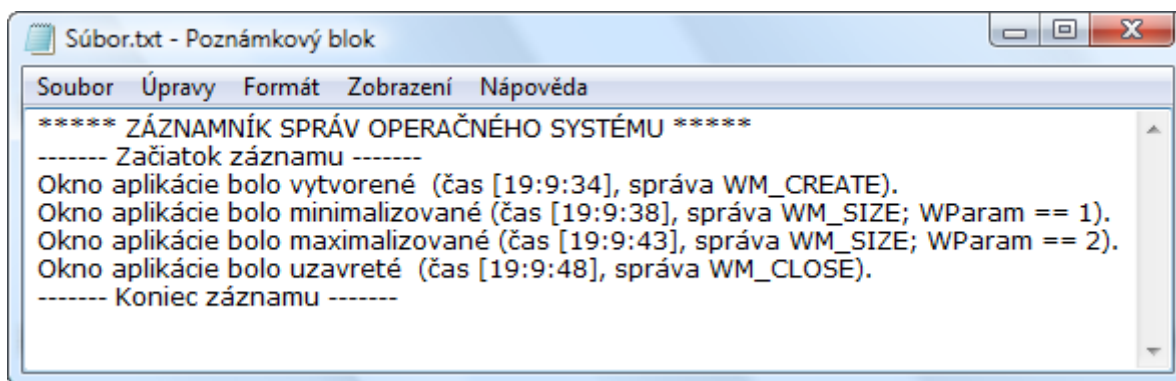 Súbor.txt - Poznámkový blok
Soubor Úpravy Formát Zobrazení Nápověda
***** ZÁZNAMNÍK SPRÁV OPERAČNÉHO SYSTÉMU *****
------- Začiatok záznamu -------
Okno aplikácie bolo vytvorené  (čas [19:9:34], správa WM_CREATE).
Okno aplikácie bolo minimalizované (čas [19:9:38], správa WM_SIZE; WParam == 1).
Okno aplikácie bolo maximalizované (čas [19:9:43], správa WM_SIZE; WParam == 2).
Okno aplikácie bolo uzavreté  (čas [19:9:48], správa WM_CLOSE).
------- Koniec záznamu -------